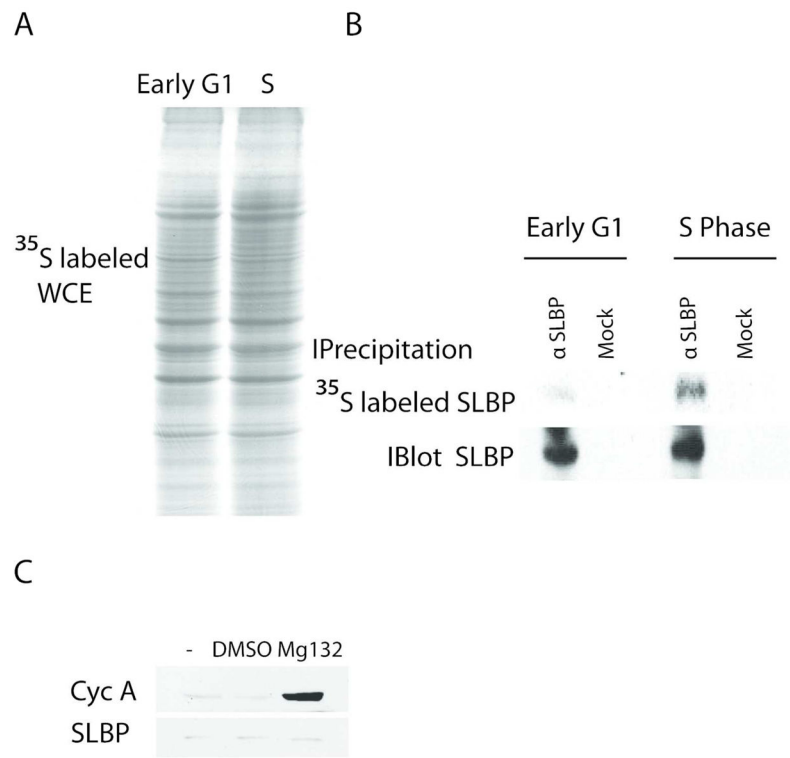 A
Early G1 S
³⁵S labeled
WCE
B
Early G1 S Phase
α SLBP Mock α SLBP Mock
IPrecipitation
³⁵S labeled SLBP
IBlot SLBP
C
- DMSO Mg132
Cyc A
SLBP